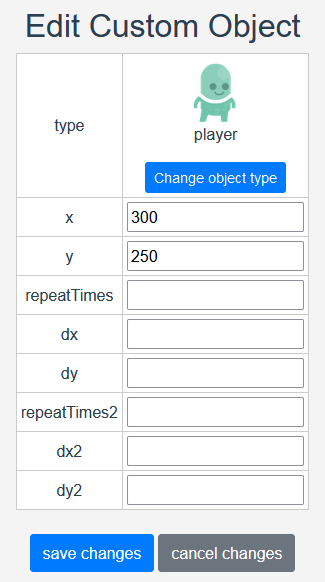 Edit Custom Object
type
player
Change object type
x 300
y 250
repeatTimes
dx
dy
repeatTimes2
dx2
dy2
save changes cancel changes